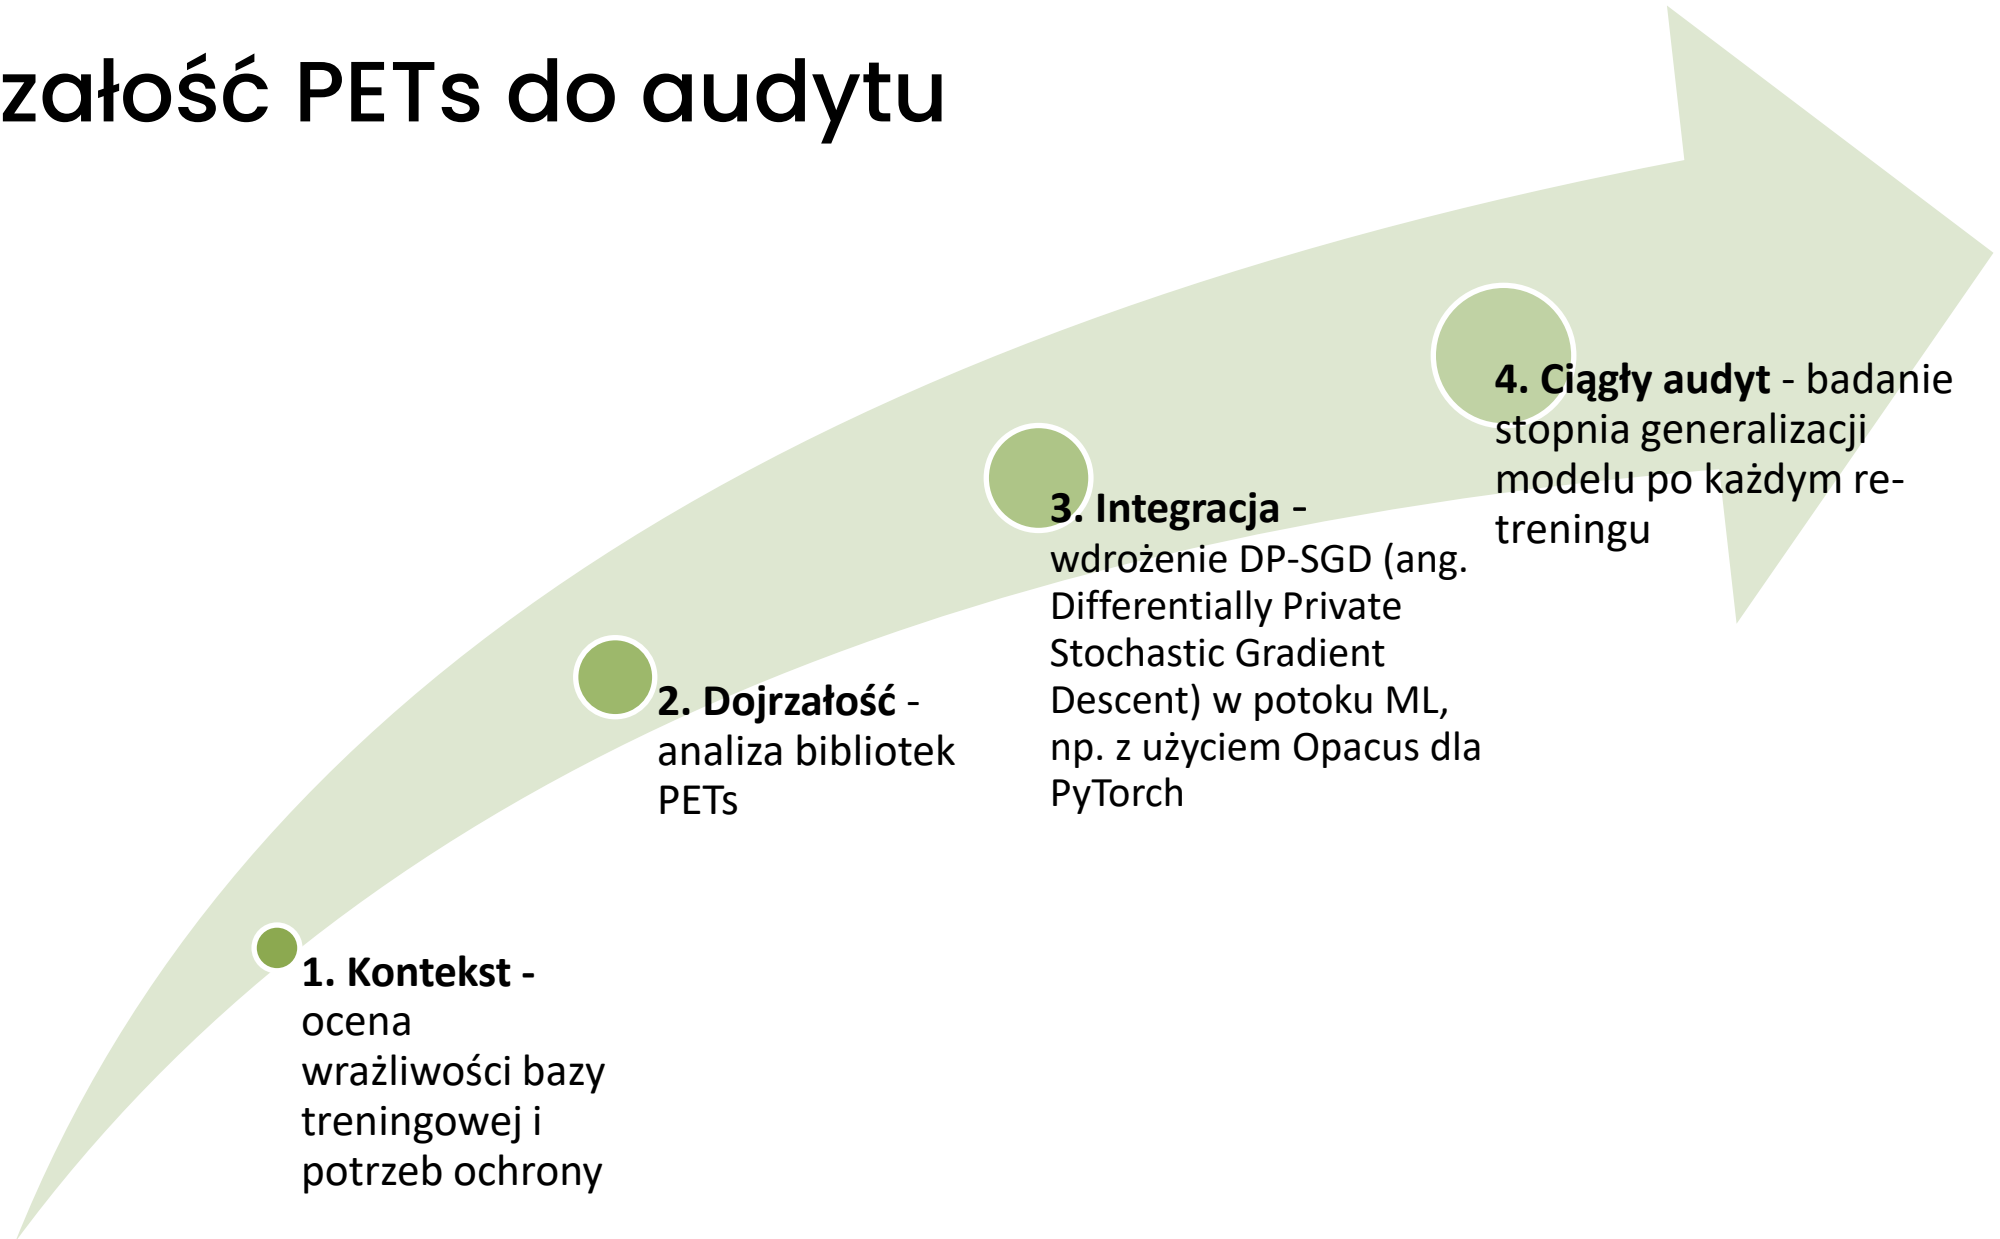 załość PETs do audytu
4. Ciągły audyt - badanie
stopnia generalizacji
modelu po każdym re-
treningu
3. Integracja -
wdrożenie DP-SGD (ang.
Differentially Private
Stochastic Gradient
Descent) w potoku ML,
np. z użyciem Opacus dla
PyTorch
2. Dojrzałość -
analiza bibliotek
PETs
1. Kontekst -
ocena
wrażliwości bazy
treningowej i
potrzeb ochrony